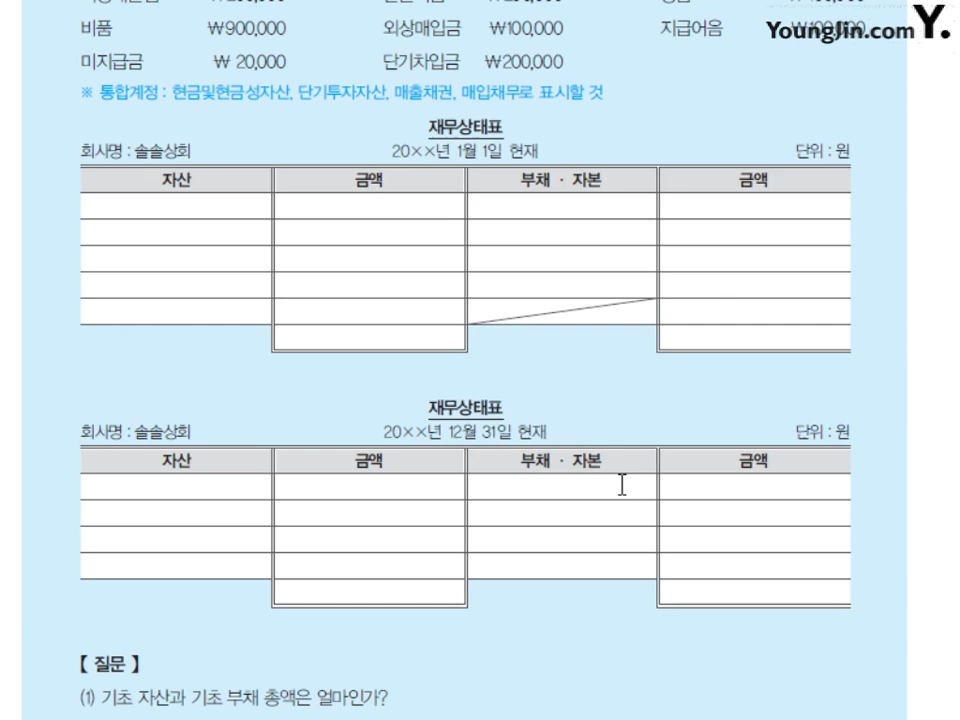 비품 ₩900,000 외상매입금 ₩100,000 지급어음
Younglin.com Y.
미지급금 ₩ 20,000 단기차입금 ₩200,000
※ 통합계정 : 현금및현금성자산, 단기투자자산, 매출채권, 매입채무로 표시할 것
재무상태표
회사명 : 솔솔상회 20××년 1월 1일 현재 단위 : 원
자산 금액 부채 · 자본 금액
재무상태표
회사명 : 솔솔상회 20××년 12월 31일 현재 단위 : 원
자산 금액 부채 · 자본 금액
【 질문 】
(1) 기초 자산과 기초 부채 총액은 얼마인가?